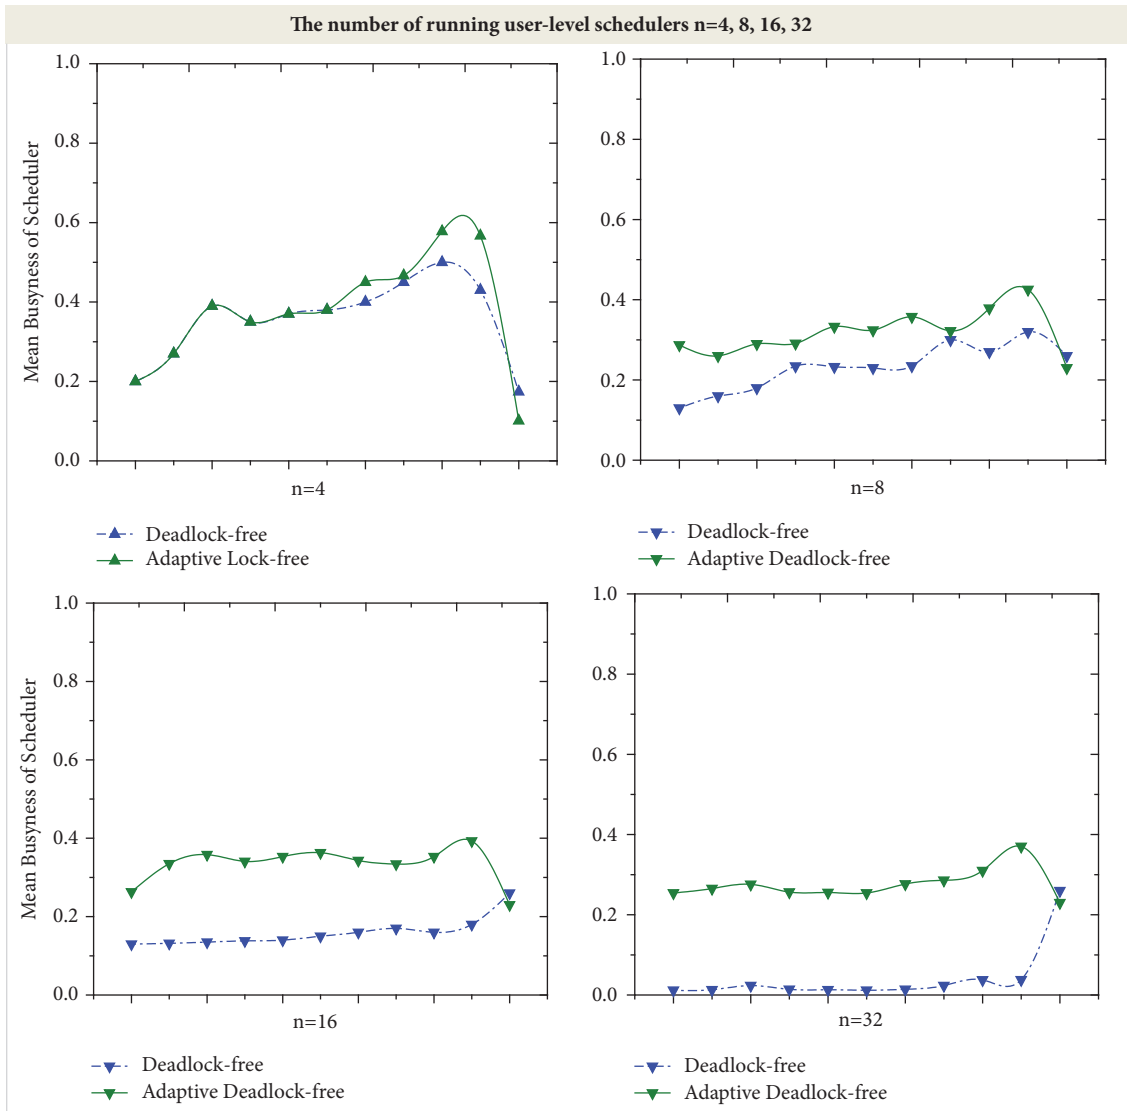 The number of running user-level schedulers n=4, 8, 16, 32
1.0
0.8
0.6
0.4
0.2
0.0
Mean Busyness of Scheduler
n=4
Deadlock-free
Adaptive Lock-free
1.0
0.8
0.6
0.4
0.2
0.0
n=8
Deadlock-free
Adaptive Deadlock-free
1.0
0.8
0.6
0.4
0.2
0.0
Mean Busyness of Scheduler
n=16
Deadlock-free
Adaptive Deadlock-free
1.0
0.8
0.6
0.4
0.2
0.0
n=32
Deadlock-free
Adaptive Deadlock-free